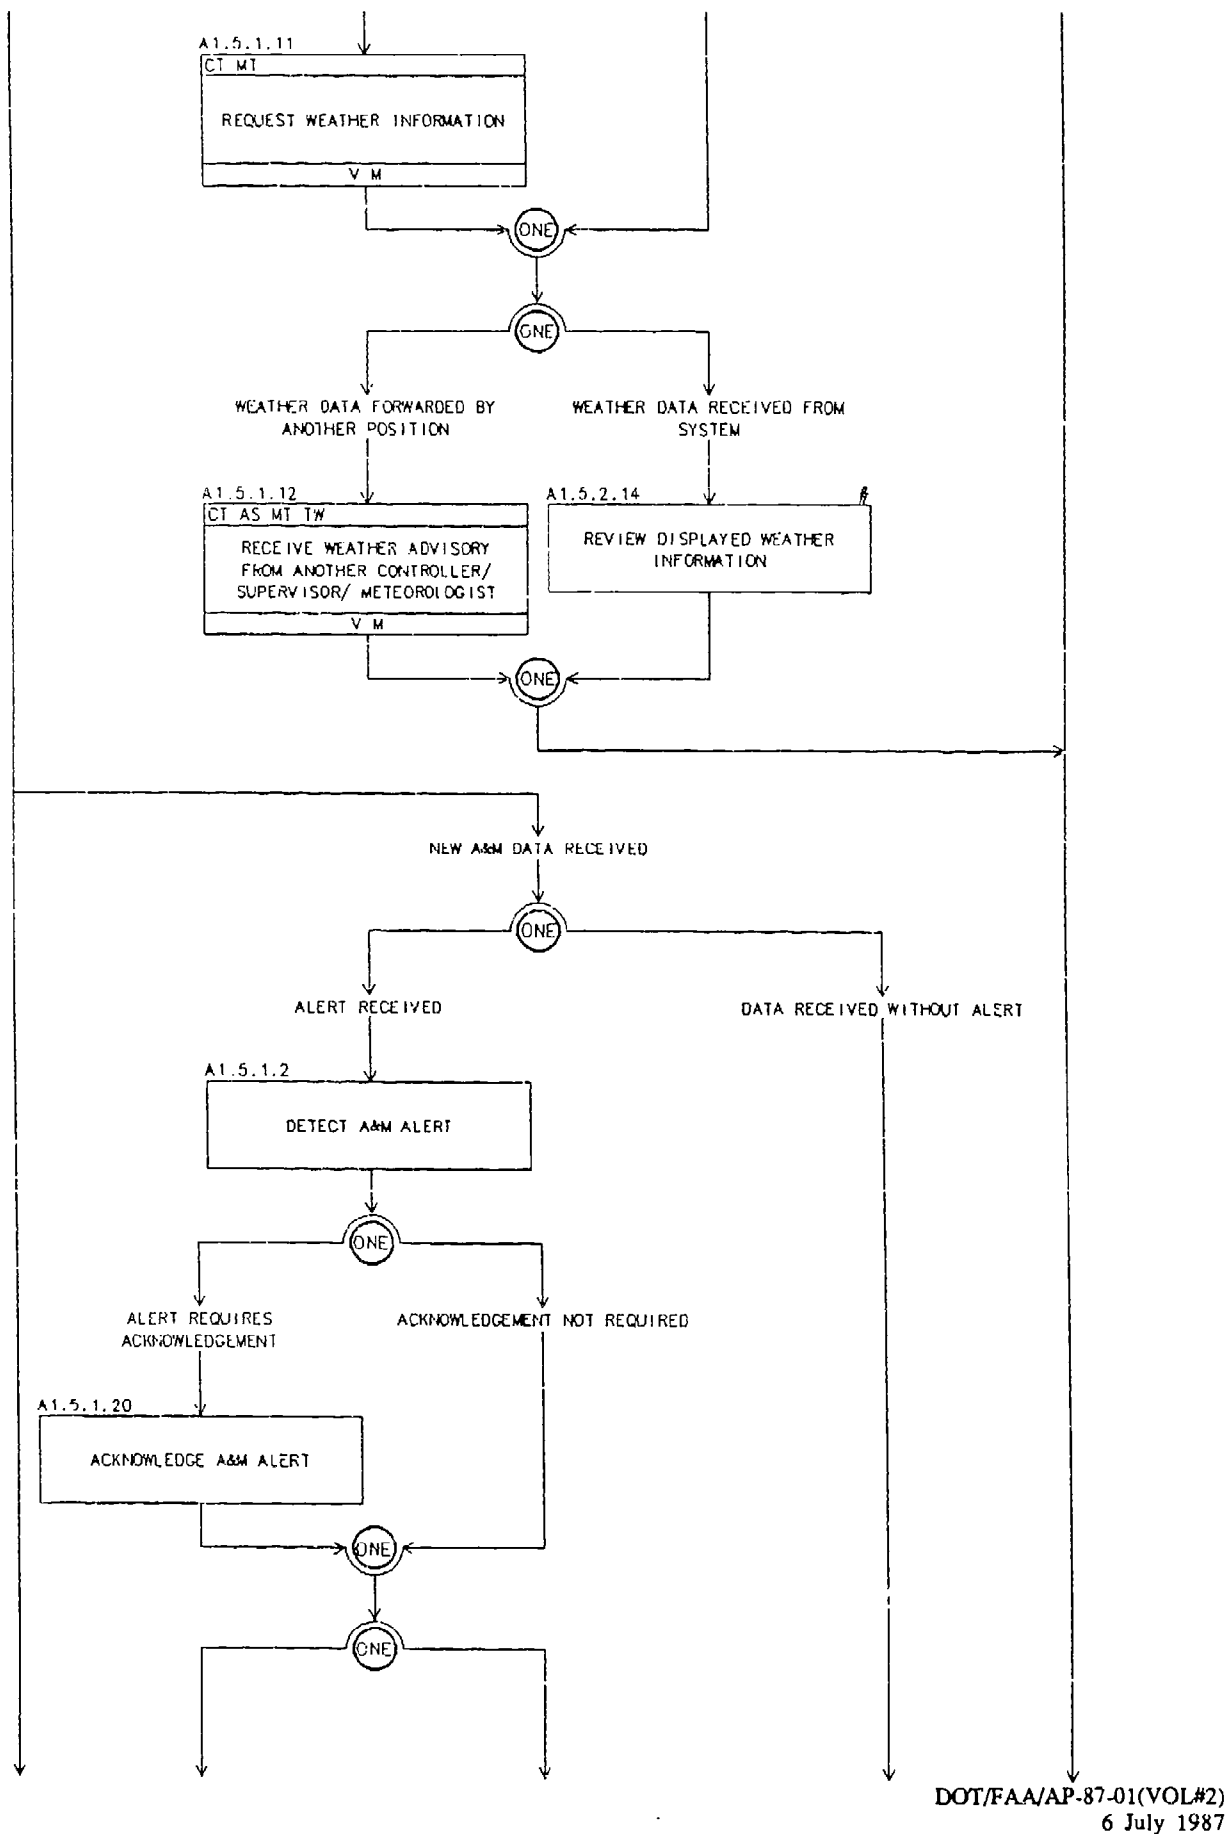 A1.5.1.11
CT MT
REQUEST WEATHER INFORMATION
V M
ONE
ONE
WEATHER DATA FORWARDED BY
ANOTHER POSITION
WEATHER DATA RECEIVED FROM
SYSTEM
A1.5.1.12
CT AS MT TW
RECEIVE WEATHER ADVISORY
FROM ANOTHER CONTROLLER/
SUPERVISOR/ METEOROLOGIST
V M
A1.5.2.14
REVIEW DISPLAYED WEATHER
INFORMATION
ONE
NEW A&M DATA RECEIVED
ONE
ALERT RECEIVED
DATA RECEIVED WITHOUT ALERT
A1.5.1.2
DETECT A&M ALERT
ONE
ALERT REQUIRES
ACKNOWLEDGEMENT
ACKNOWLEDGEMENT NOT REQUIRED
A1.5.1.20
ACKNOWLEDGE A&M ALERT
ONE
ONE
DOT/FAA/AP-87-01(VOL#2)
6 July 1987